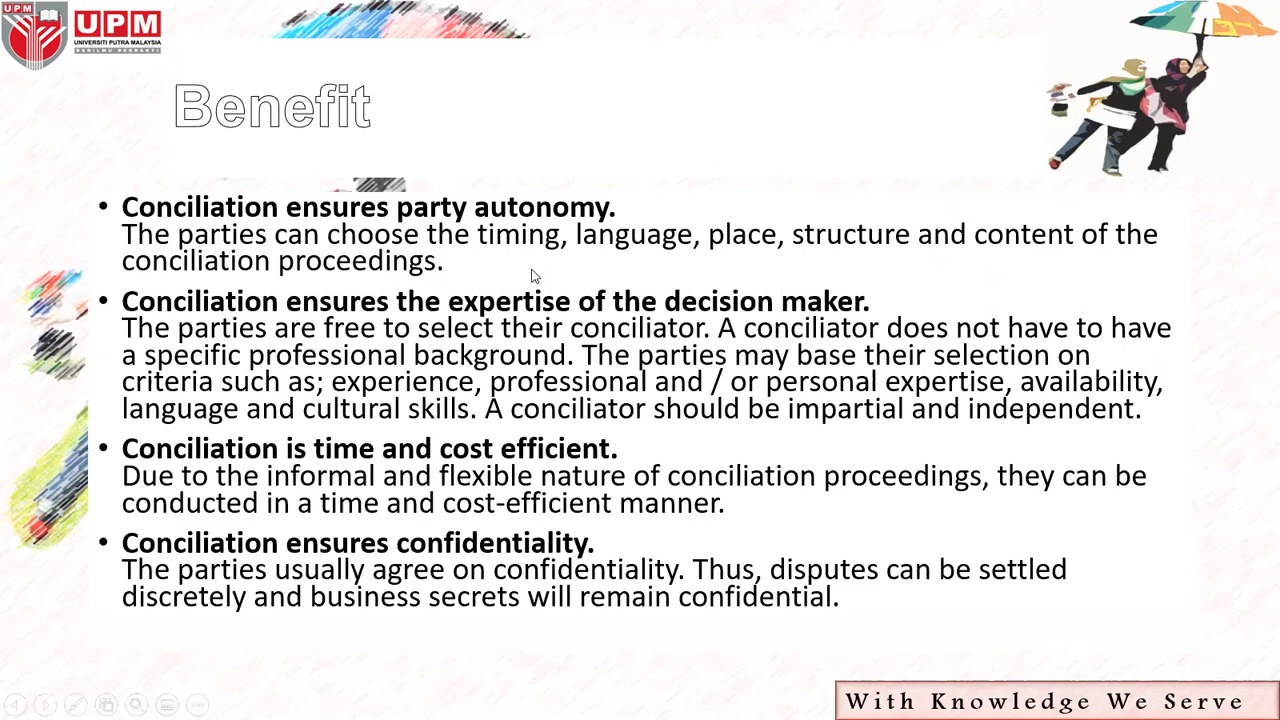 UPM
UPM
UNIVERSITI PUTRA MALAYSIA
BERILMU BERBAKTI
Benefit
• Conciliation ensures party autonomy.
The parties can choose the timing, language, place, structure and content of the
conciliation proceedings.
• Conciliation ensures the expertise of the decision maker.
The parties are free to select their conciliator. A conciliator does not have to have
a specific professional background. The parties may base their selection on
criteria such as; experience, professional and / or personal expertise, availability,
language and cultural skills. A conciliator should be impartial and independent.
• Conciliation is time and cost efficient.
Due to the informal and flexible nature of conciliation proceedings, they can be
conducted in a time and cost-efficient manner.
• Conciliation ensures confidentiality.
The parties usually agree on confidentiality. Thus, disputes can be settled
discretely and business secrets will remain confidential.
With Knowledge We Serve